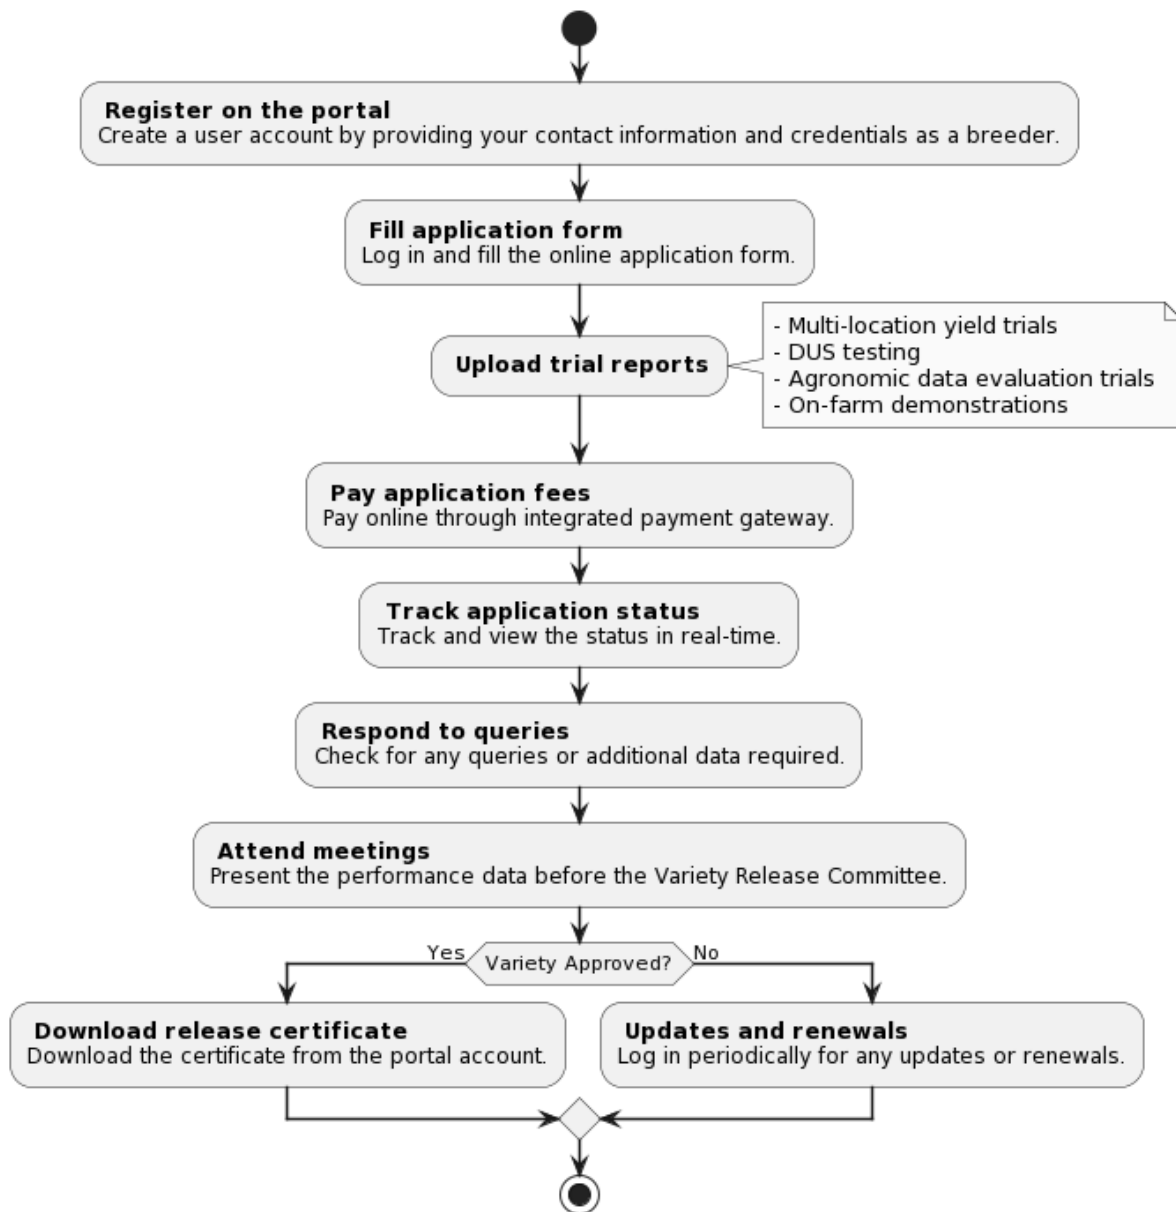 Register on the portal
Create a user account by providing your contact information and credentials as a breeder.
Fill application form
Log in and fill the online application form.
Upload trial reports
- Multi-location yield trials
- DUS testing
- Agronomic data evaluation trials
- On-farm demonstrations
Pay application fees
Pay online through integrated payment gateway.
Track application status
Track and view the status in real-time.
Respond to queries
Check for any queries or additional data required.
Attend meetings
Present the performance data before the Variety Release Committee.
Yes
Variety Approved?
No
Download release certificate
Download the certificate from the portal account.
Updates and renewals
Log in periodically for any updates or renewals.